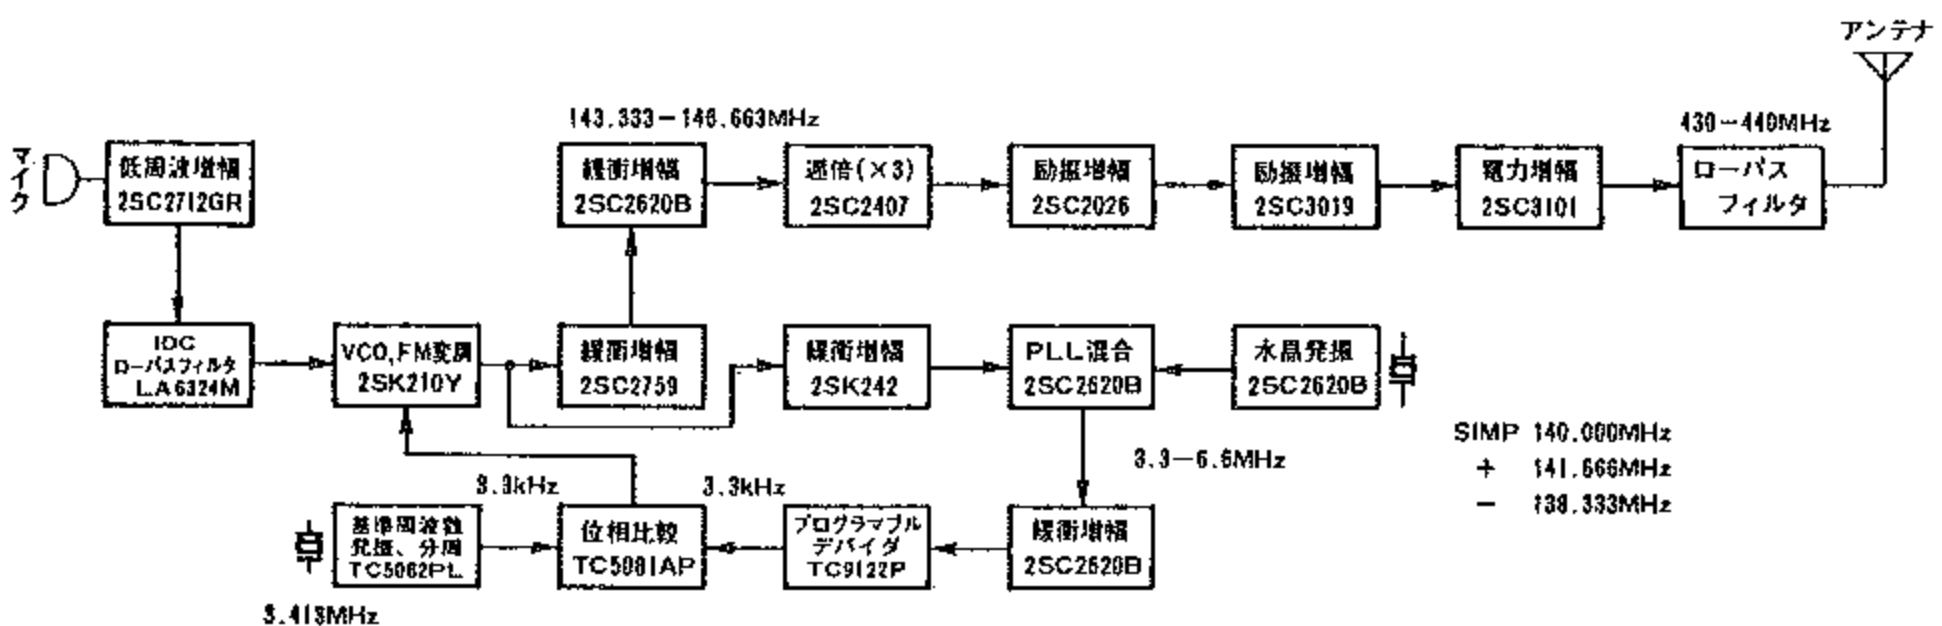 アンテナ
143.333−146.663MHz
430−440MHz
マイク
低周波増幅
2SC2712GR
緩衝増幅
2SC2620B
逓倍(×3)
2SC2407
励振増幅
2SC2026
励振増幅
2SC3019
電力増幅
2SC3101
ローパス
フィルタ
IDC
ローパスフィルタ
LA6324M
VCO,FM変調
2SK210Y
緩衝増幅
2SC2759
緩衝増幅
2SK242
PLL混合
2SC2620B
水晶発振
2SC2620B
SIMP 140.000MHz
+ 141.666MHz
− 138.333MHz
3.3−6.6MHz
3.3kHz
3.3kHz
基準周波数
発振、分周
TC5082PL
位相比較
TC5081AP
プログラマブル
デバイダ
TC9122P
緩衝増幅
2SC2620B
3.413MHz